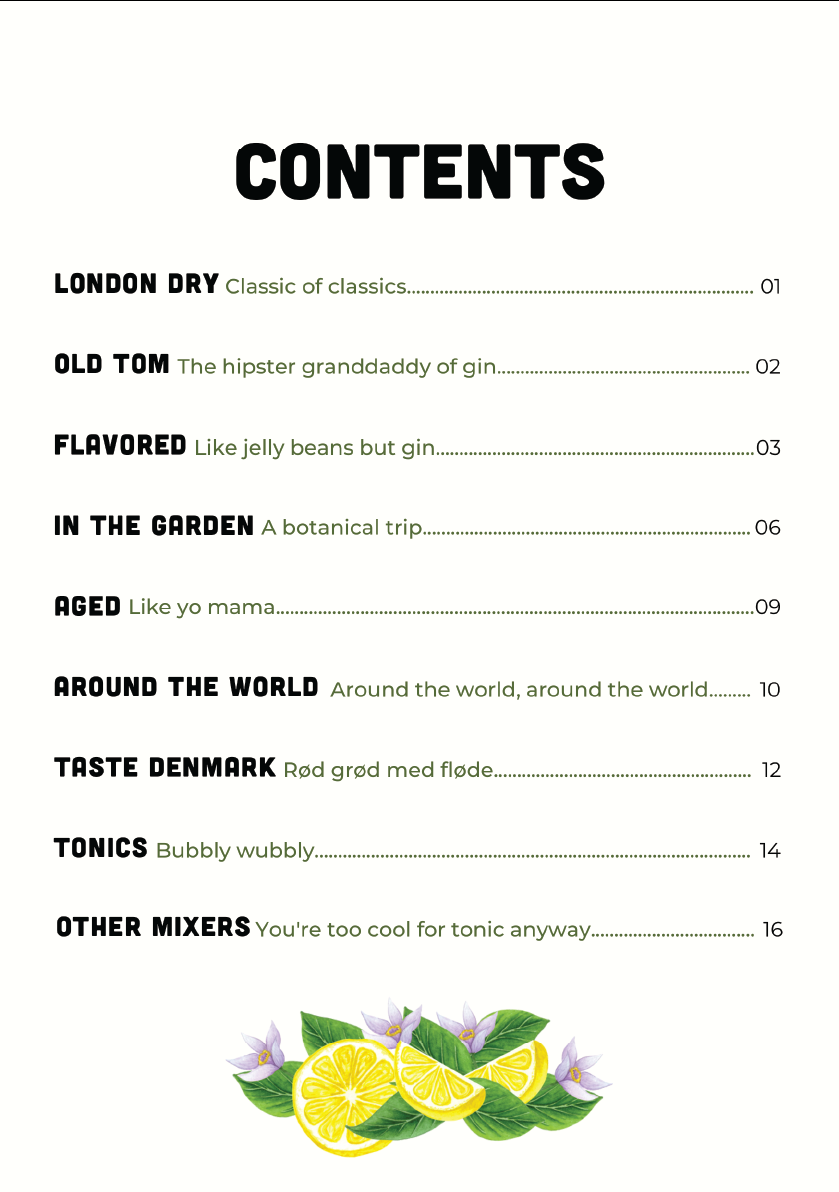 CONTENTS
LONDON DRY Classic of classics.......................................................................... 01
OLD TOM The hipster granddaddy of gin...................................................... 02
FLAVORED Like jelly beans but gin....................................................................03
IN THE GARDEN A botanical trip...................................................................... 06
AGED Like yo mama......................................................................................................09
AROUND THE WORLD Around the world, around the world......... 10
TASTE DENMARK Rød grød med fløde....................................................... 12
TONICS Bubbly wubbly............................................................................................. 14
OTHER MIXERS You're too cool for tonic anyway................................... 16